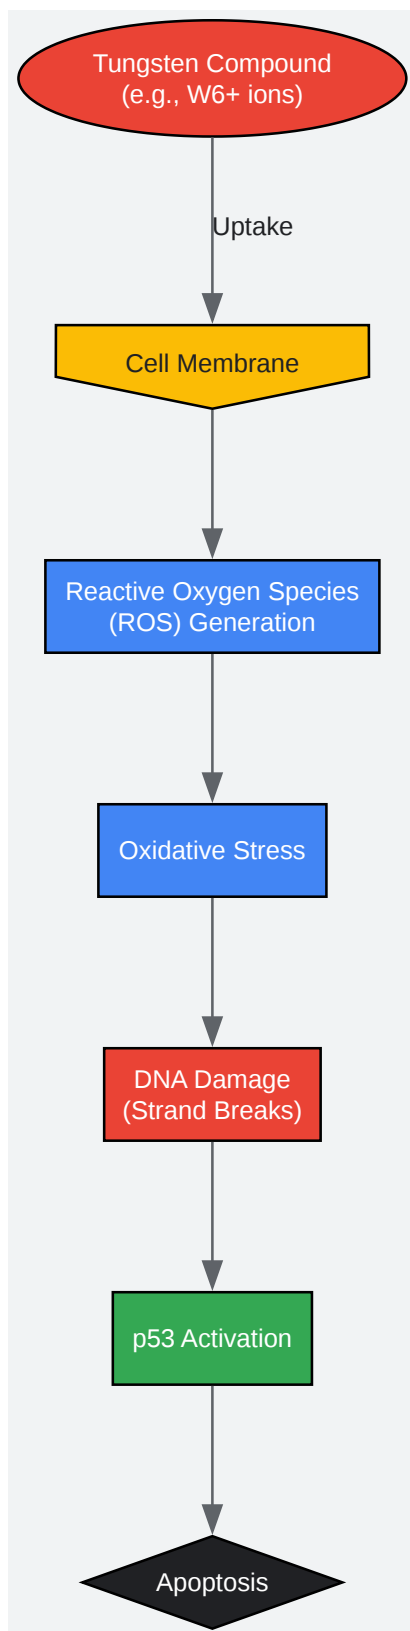 Tungsten Compound
(e.g., W6+ ions)
Uptake
Cell Membrane
Reactive Oxygen Species
(ROS) Generation
Oxidative Stress
DNA Damage
(Strand Breaks)
p53 Activation
Apoptosis